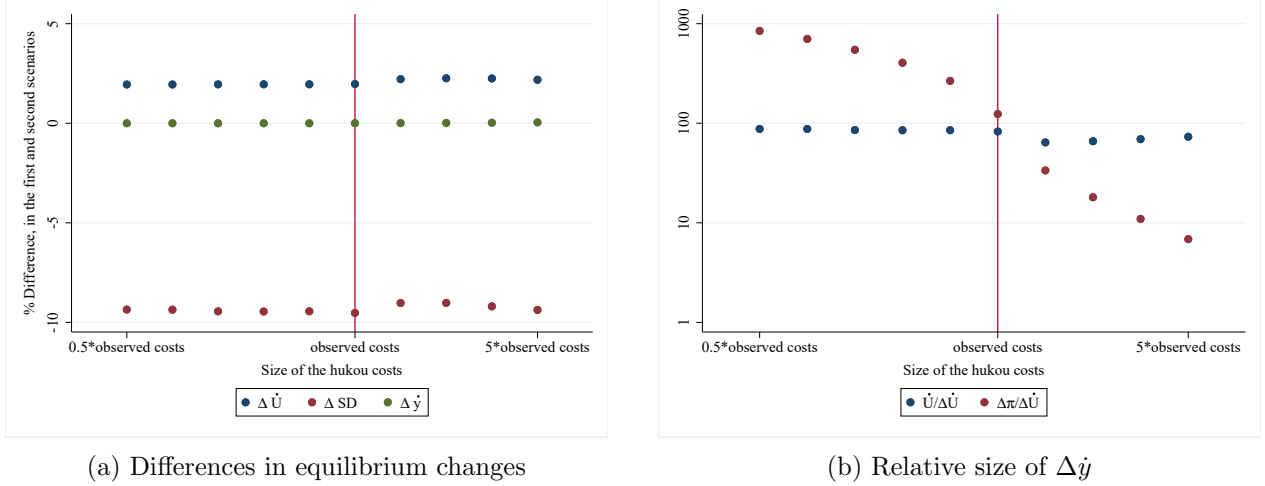 % Difference, in the first and second scenarios
5
0
-5
-10
0.5*observed costs observed costs 5*observed costs
Size of the hukou costs
Δ U̇ Δ SD Δ ẏ
(a) Differences in equilibrium changes
1000
100
10
1
0.5*observed costs observed costs 5*observed costs
Size of the hukou costs
U̇/ΔU̇ Δπ/ΔU̇
(b) Relative size of Δẏ